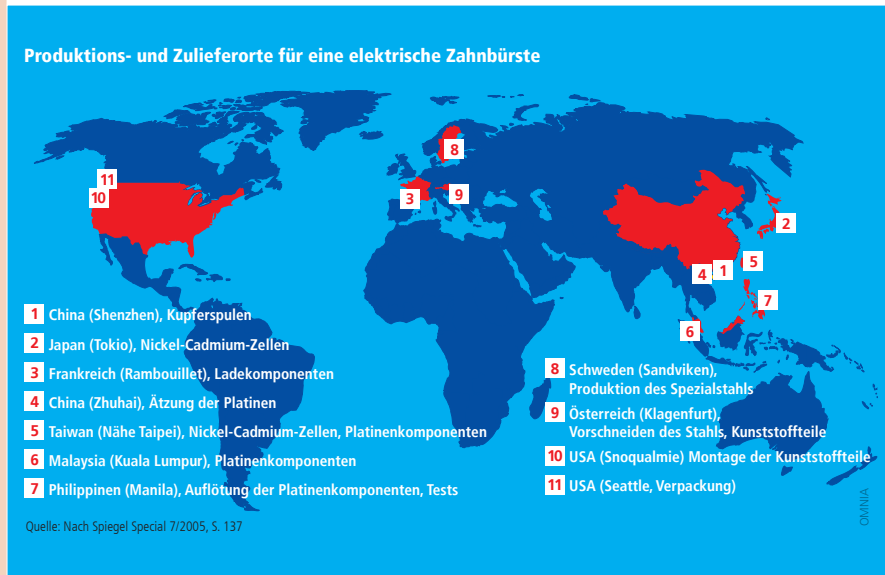 Produktions- und Zulieferorte für eine elektrische Zahnbürste
11
10
8
3
9
2
4
1
5
7
6
1 China (Shenzhen), Kupferspulen
2 Japan (Tokio), Nickel-Cadmium-Zellen
3 Frankreich (Rambouillet), Ladekomponenten
4 China (Zhuhai), Ätzung der Platinen
5 Taiwan (Nähe Taipei), Nickel-Cadmium-Zellen, Platinenkomponenten
6 Malaysia (Kuala Lumpur), Platinenkomponenten
7 Philippinen (Manila), Auflötung der Platinenkomponenten, Tests
8 Schweden (Sandviken),
Produktion des Spezialstahls
9 Österreich (Klagenfurt),
Vorschneiden des Stahls, Kunststoffteile
10 USA (Snoqualmie) Montage der Kunststoffteile
11 USA (Seattle, Verpackung)
Quelle: Nach Spiegel Special 7/2005, S. 137
OMNIA